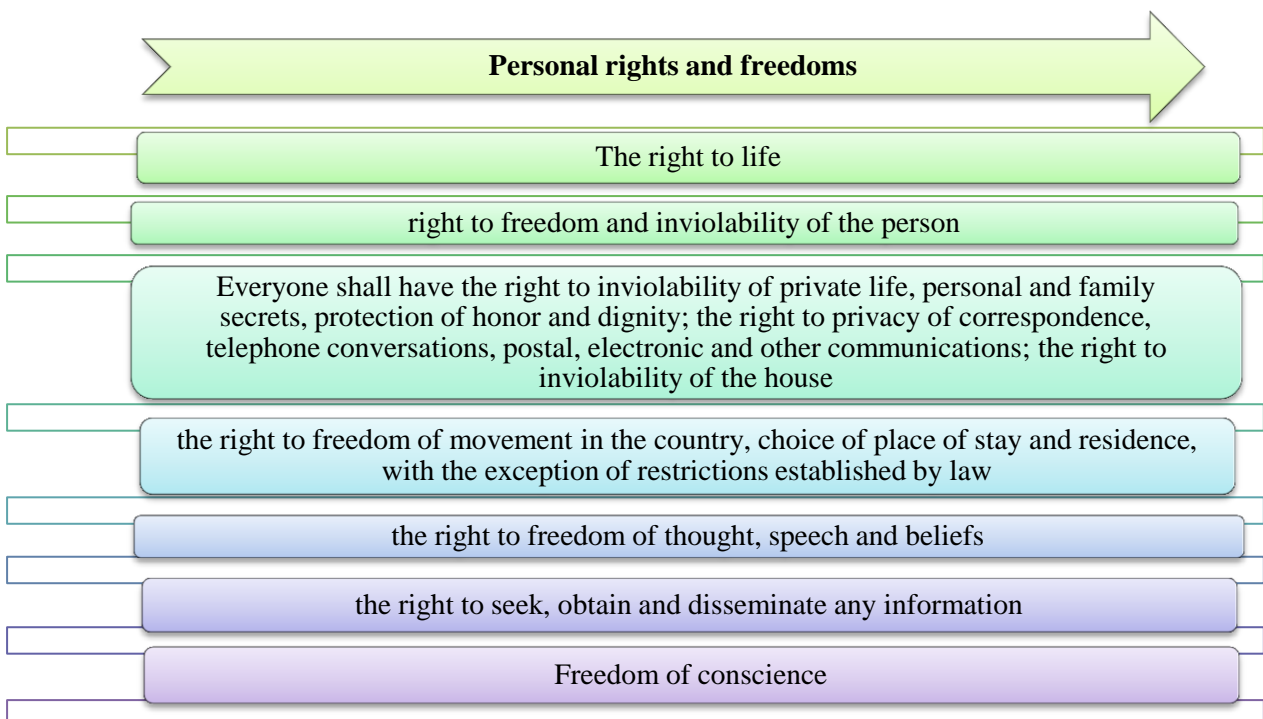 Personal rights and freedoms
The right to life
right to freedom and inviolability of the person
Everyone shall have the right to inviolability of private life, personal and family
secrets, protection of honor and dignity; the right to privacy of correspondence,
telephone conversations, postal, electronic and other communications; the right to
inviolability of the house
the right to freedom of movement in the country, choice of place of stay and residence,
with the exception of restrictions established by law
the right to freedom of thought, speech and beliefs
the right to seek, obtain and disseminate any information
Freedom of conscience